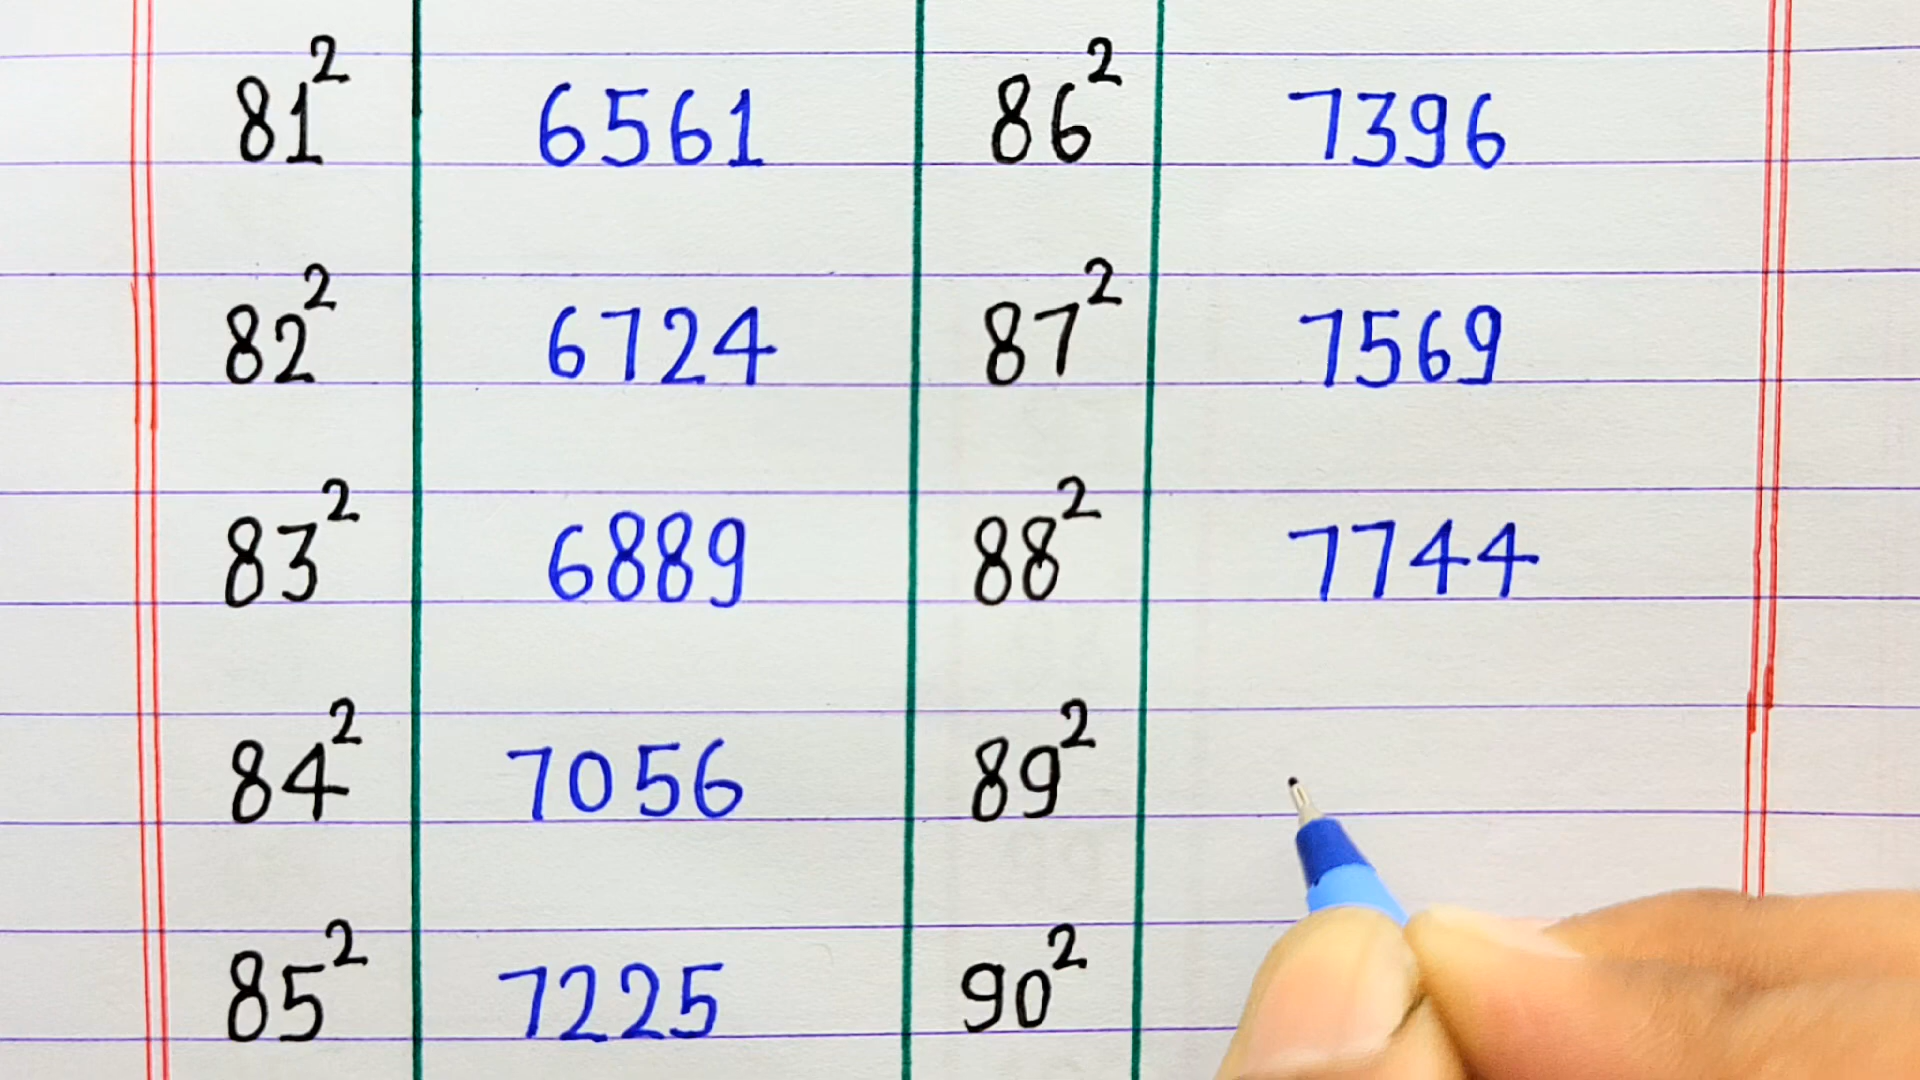 81² 6561 86² 7396
82² 6724 87² 7569
83² 6889 88² 7744
84² 7056 89²
85² 7225 90²